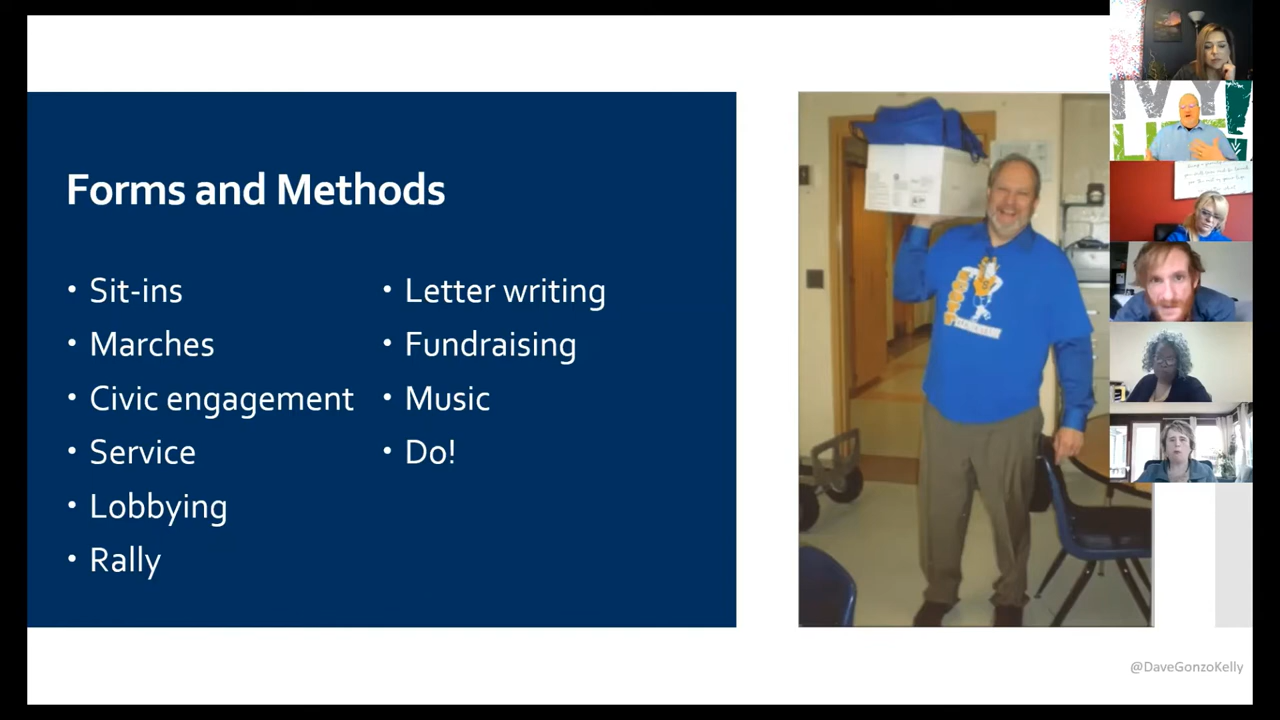 Forms and Methods
• Sit-ins
• Marches
• Civic engagement
• Service
• Lobbying
• Rally
• Letter writing
• Fundraising
• Music
• Do!
@DaveGonzoKelly